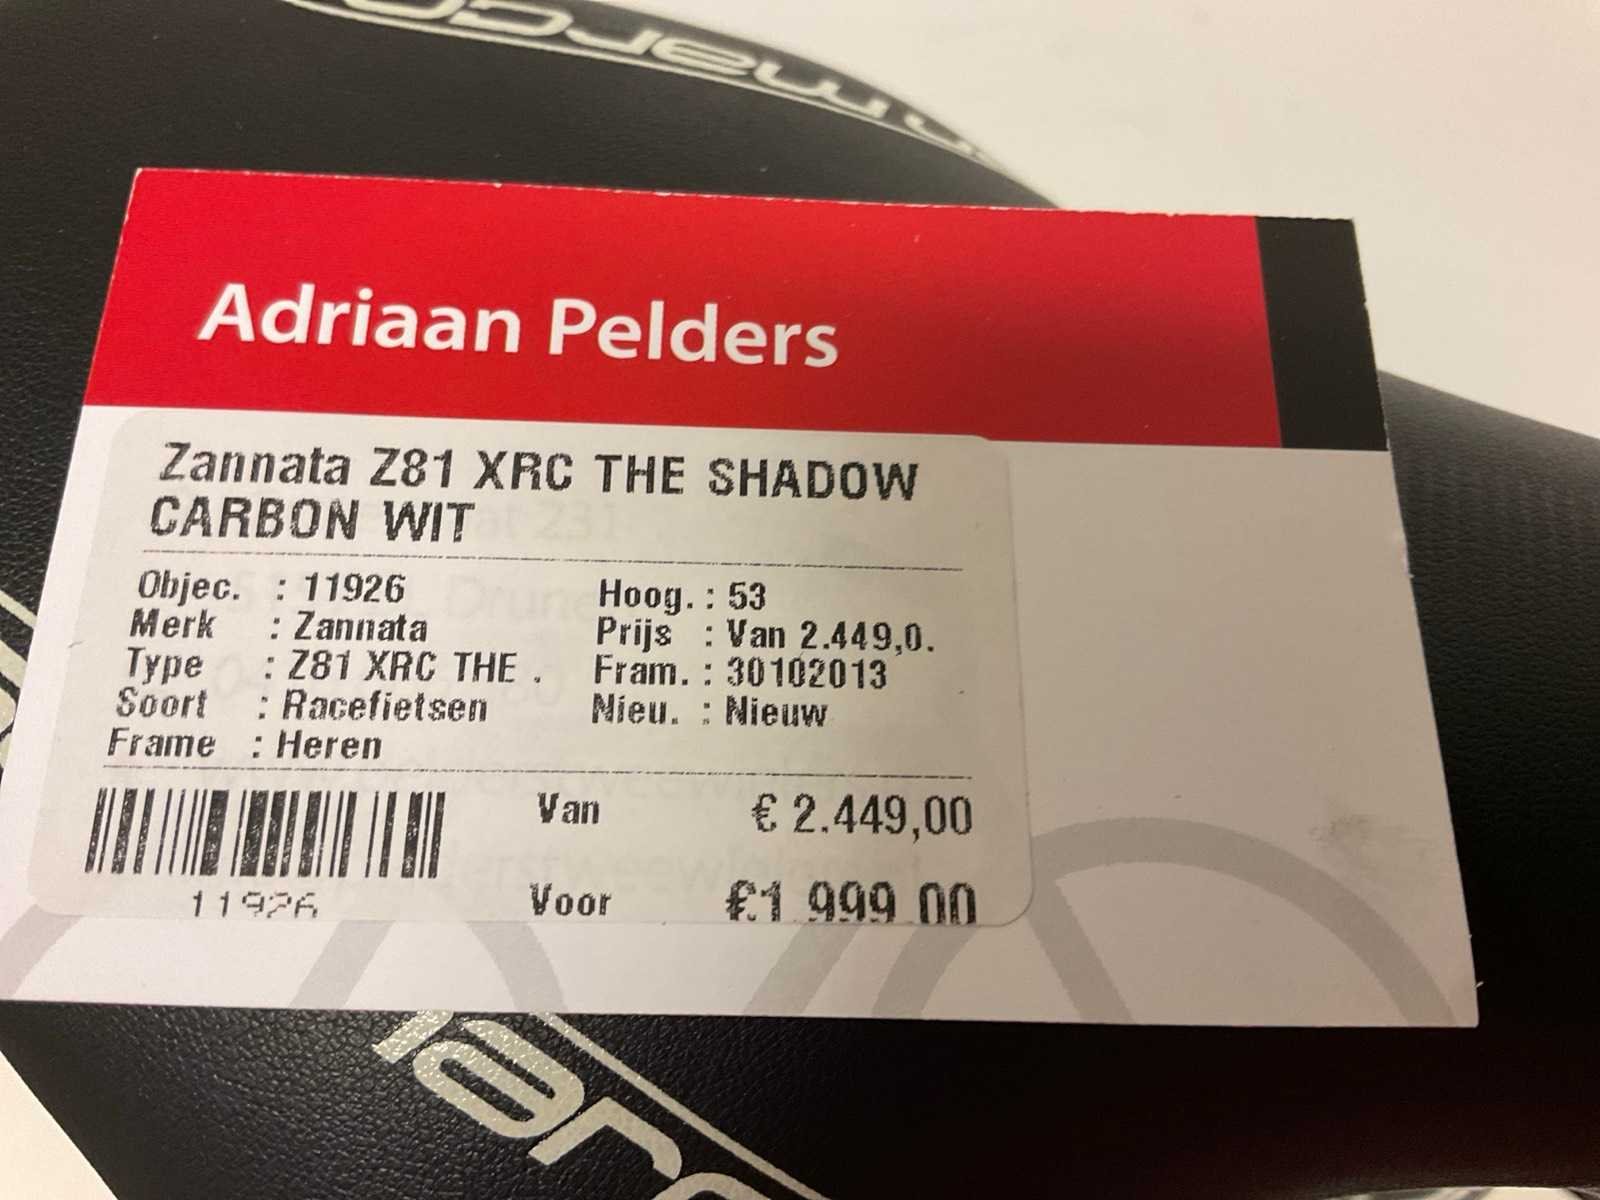 Adriaan Pelders
Zannata Z81 XRC THE SHADOW
CARBON WIT
Objec. : 11926
Merk : Zannata
Type : Z81 XRC THE .
Soort : Racefietsen
Frame : Heren
Hoog. : 53
Prijs : Van 2.449,0.
Fram. : 30102013
Nieu. : Nieuw
Van € 2.449,00
11926
Voor €1 999 00